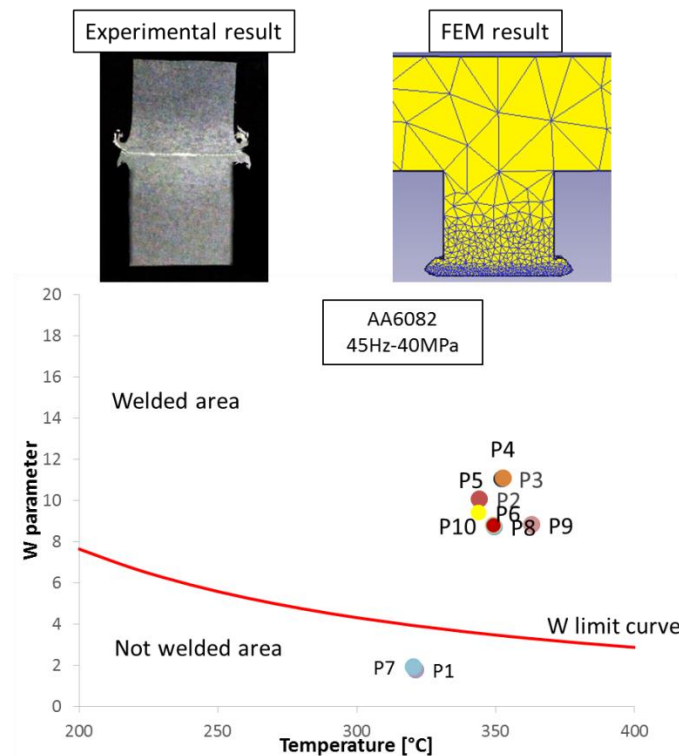 Experimental result
FEM result
AA6082
45Hz-40MPa
W parameter
20
18
16
14
12
10
8
6
4
2
0
Welded area
P4
P5
P3
P2
P6
P10
P8
P9
W limit curve
Not welded area
P7
P1
200
250
300
350
400
Temperature [°C]